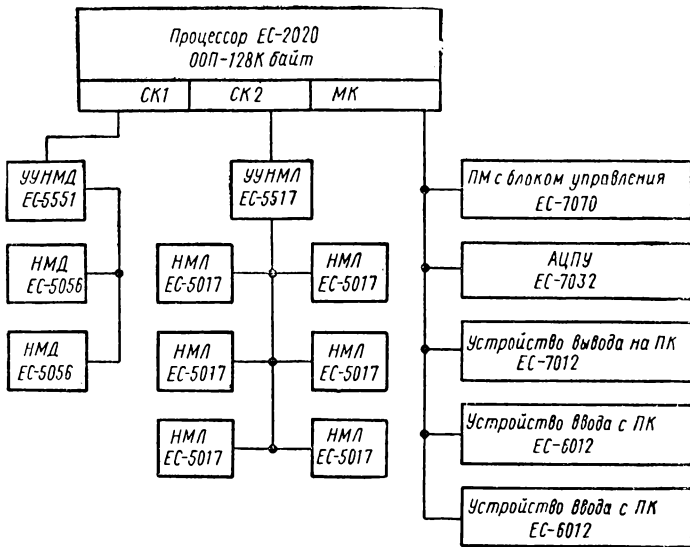 Процессор ЕС-2020
ООП-128К байт
СК1 СК2 МК
УУНМД
ЕС-5551
НМД
ЕС-5056
НМД
ЕС-5056
УУНМЛ
ЕС-5517
НМЛ
ЕС-5017
НМЛ
ЕС-5017
НМЛ
ЕС-5017
НМЛ
ЕС-5017
НМЛ
ЕС-5017
НМЛ
ЕС-5017
ПМ с блоком управления
ЕС-7070
АЦПУ
ЕС-7032
Устройство вывода на ПК
ЕС-7012
Устройство ввода с ПК
ЕС-6012
Устройство ввода с ПК
ЕС-6012